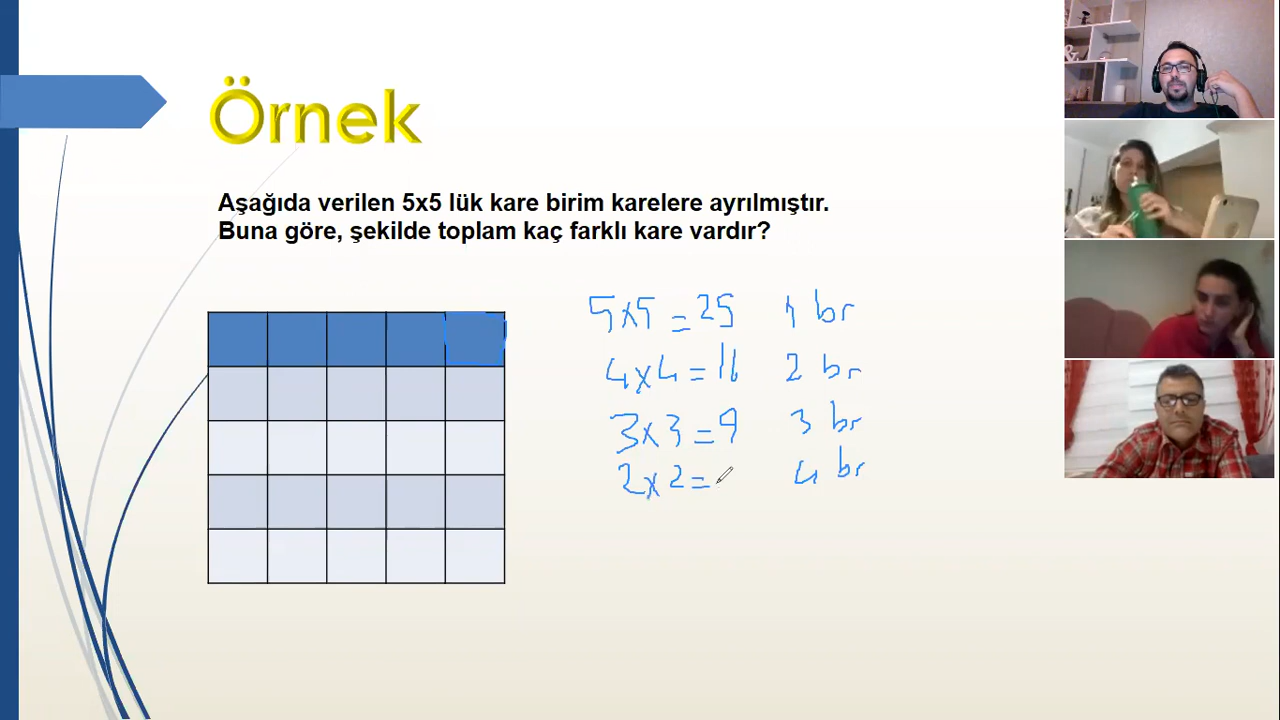 Örnek
Aşağıda verilen 5x5 lük kare birim karelere ayrılmıştır.
Buna göre, şekilde toplam kaç farklı kare vardır?
5x5=25 1 br
4x4=16 2 br
3x3=9 3 br
2x2= 4 br